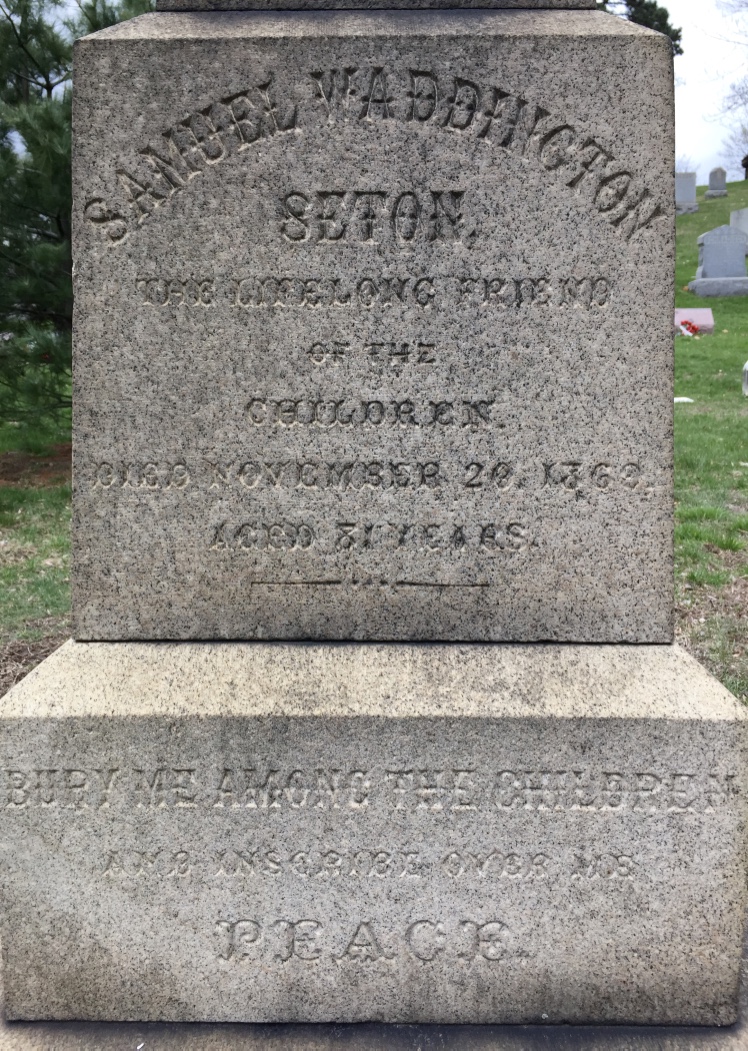 SAMUEL WADDINGTON
SETON.
THE LIFELONG FRIEND
OF THE
CHILDREN.
DIED NOVEMBER 20, 1869.
AGED 81 YEARS.
BURY ME AMONG THE CHILDREN
AND INSCRIBE OVER ME
PEACE.